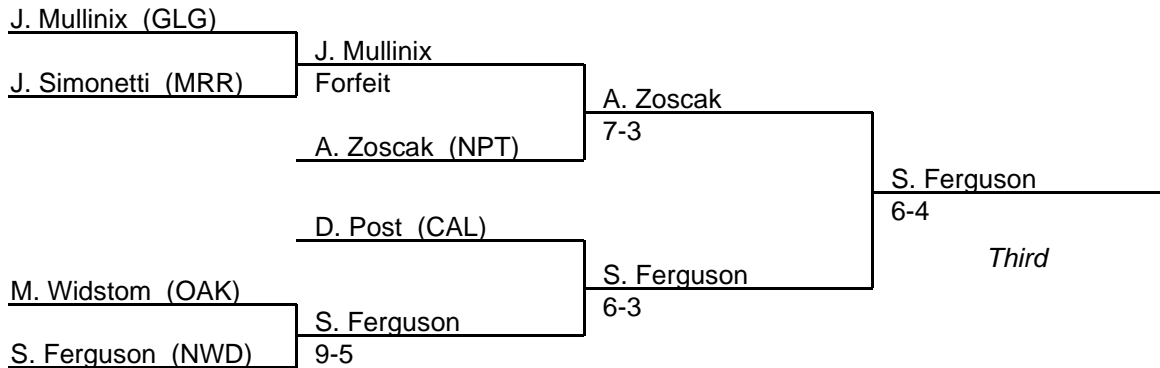 J. Mullinix (GLG)
J. Simonetti (MRR)
J. Mullinix
Forfeit
A. Zoscak (NPT)
A. Zoscak
7-3
D. Post (CAL)
M. Widstom (OAK)
S. Ferguson (NWD)
S. Ferguson
9-5
S. Ferguson
6-3
S. Ferguson
6-4
Third